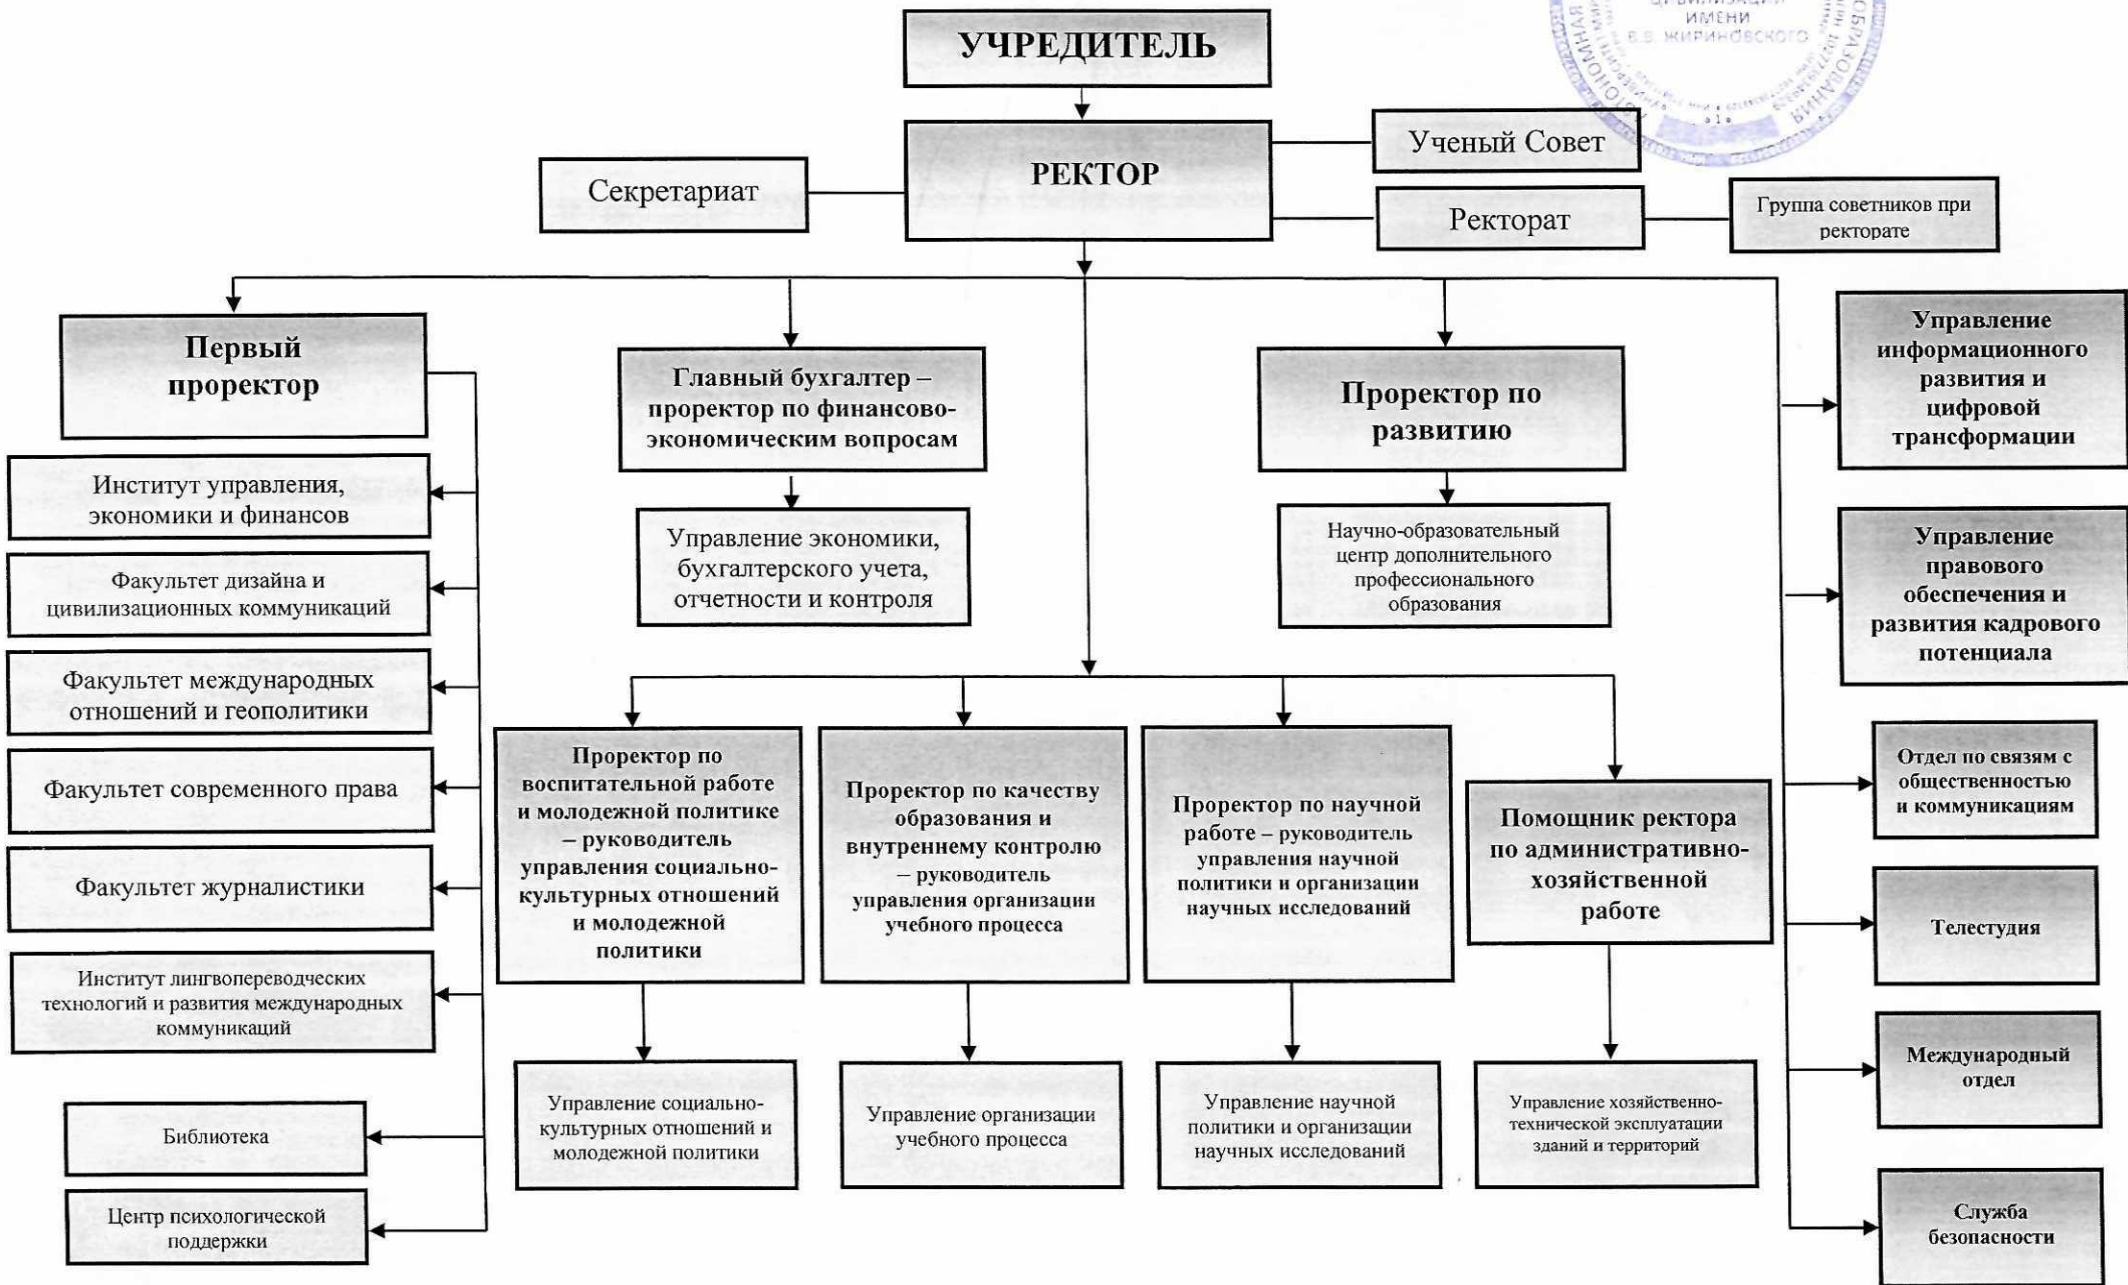 ЦИВИЛИЗАЦИЙ
ИМЕНИ
В.В. ЖИРИНОВСКОГО
ОБРАЗОВАНИЯ
УЧРЕДИТЕЛЬ
РЕКТОР
Ученый Совет
Секретариат
Ректорат
Группа советников при
ректорате
Первый
проректор
Институт управления,
экономики и финансов
Факультет дизайна и
цивилизационных коммуникаций
Факультет международных
отношений и геополитики
Факультет современного права
Факультет журналистики
Институт лингвопереводческих
технологий и развития международных
коммуникаций
Библиотека
Центр психологической
поддержки
Главный бухгалтер –
проректор по финансово-
экономическим вопросам
Управление экономики,
бухгалтерского учета,
отчетности и контроля
Проректор по
развитию
Научно-образовательный
центр дополнительного
профессионального
образования
Проректор по
воспитательной работе
и молодежной политике
– руководитель
управления социально-
культурных отношений
и молодежной
политики
Управление социально-
культурных отношений и
молодежной политики
Проректор по качеству
образования и
внутреннему контролю
– руководитель
управления организации
учебного процесса
Управление организации
учебного процесса
Проректор по научной
работе – руководитель
управления научной
политики и организации
научных исследований
Управление научной
политики и организации
научных исследований
Помощник ректора
по административно-
хозяйственной
работе
Управление хозяйственно-
технической эксплуатации
зданий и территорий
Управление
информационного
развития и
цифровой
трансформации
Управление
правового
обеспечения и
развития кадрового
потенциала
Отдел по связям с
общественностью
и коммуникациям
Телестудия
Международный
отдел
Служба
безопасности